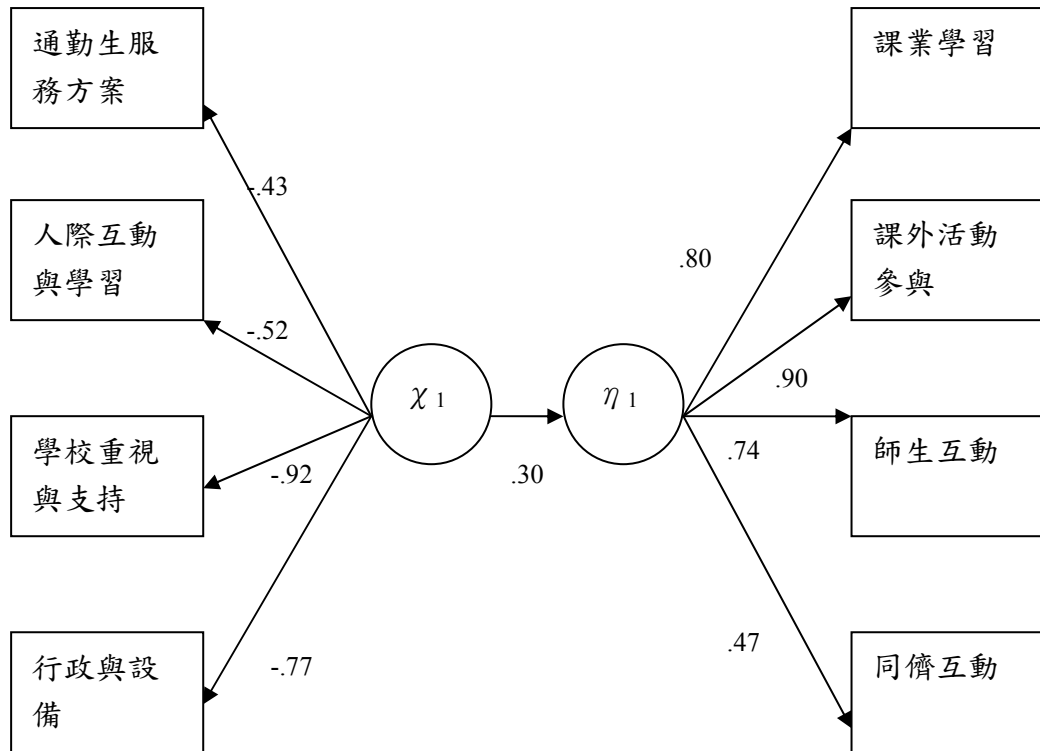 通勤生服
務方案
課業學習
-.43
人際互動
與學習
課外活動
參與
.80
-.52
.90
χ 1
η 1
學校重視
與支持
-.92
.30
.74
師生互動
行政與設
備
-.77
.47
同儕互動